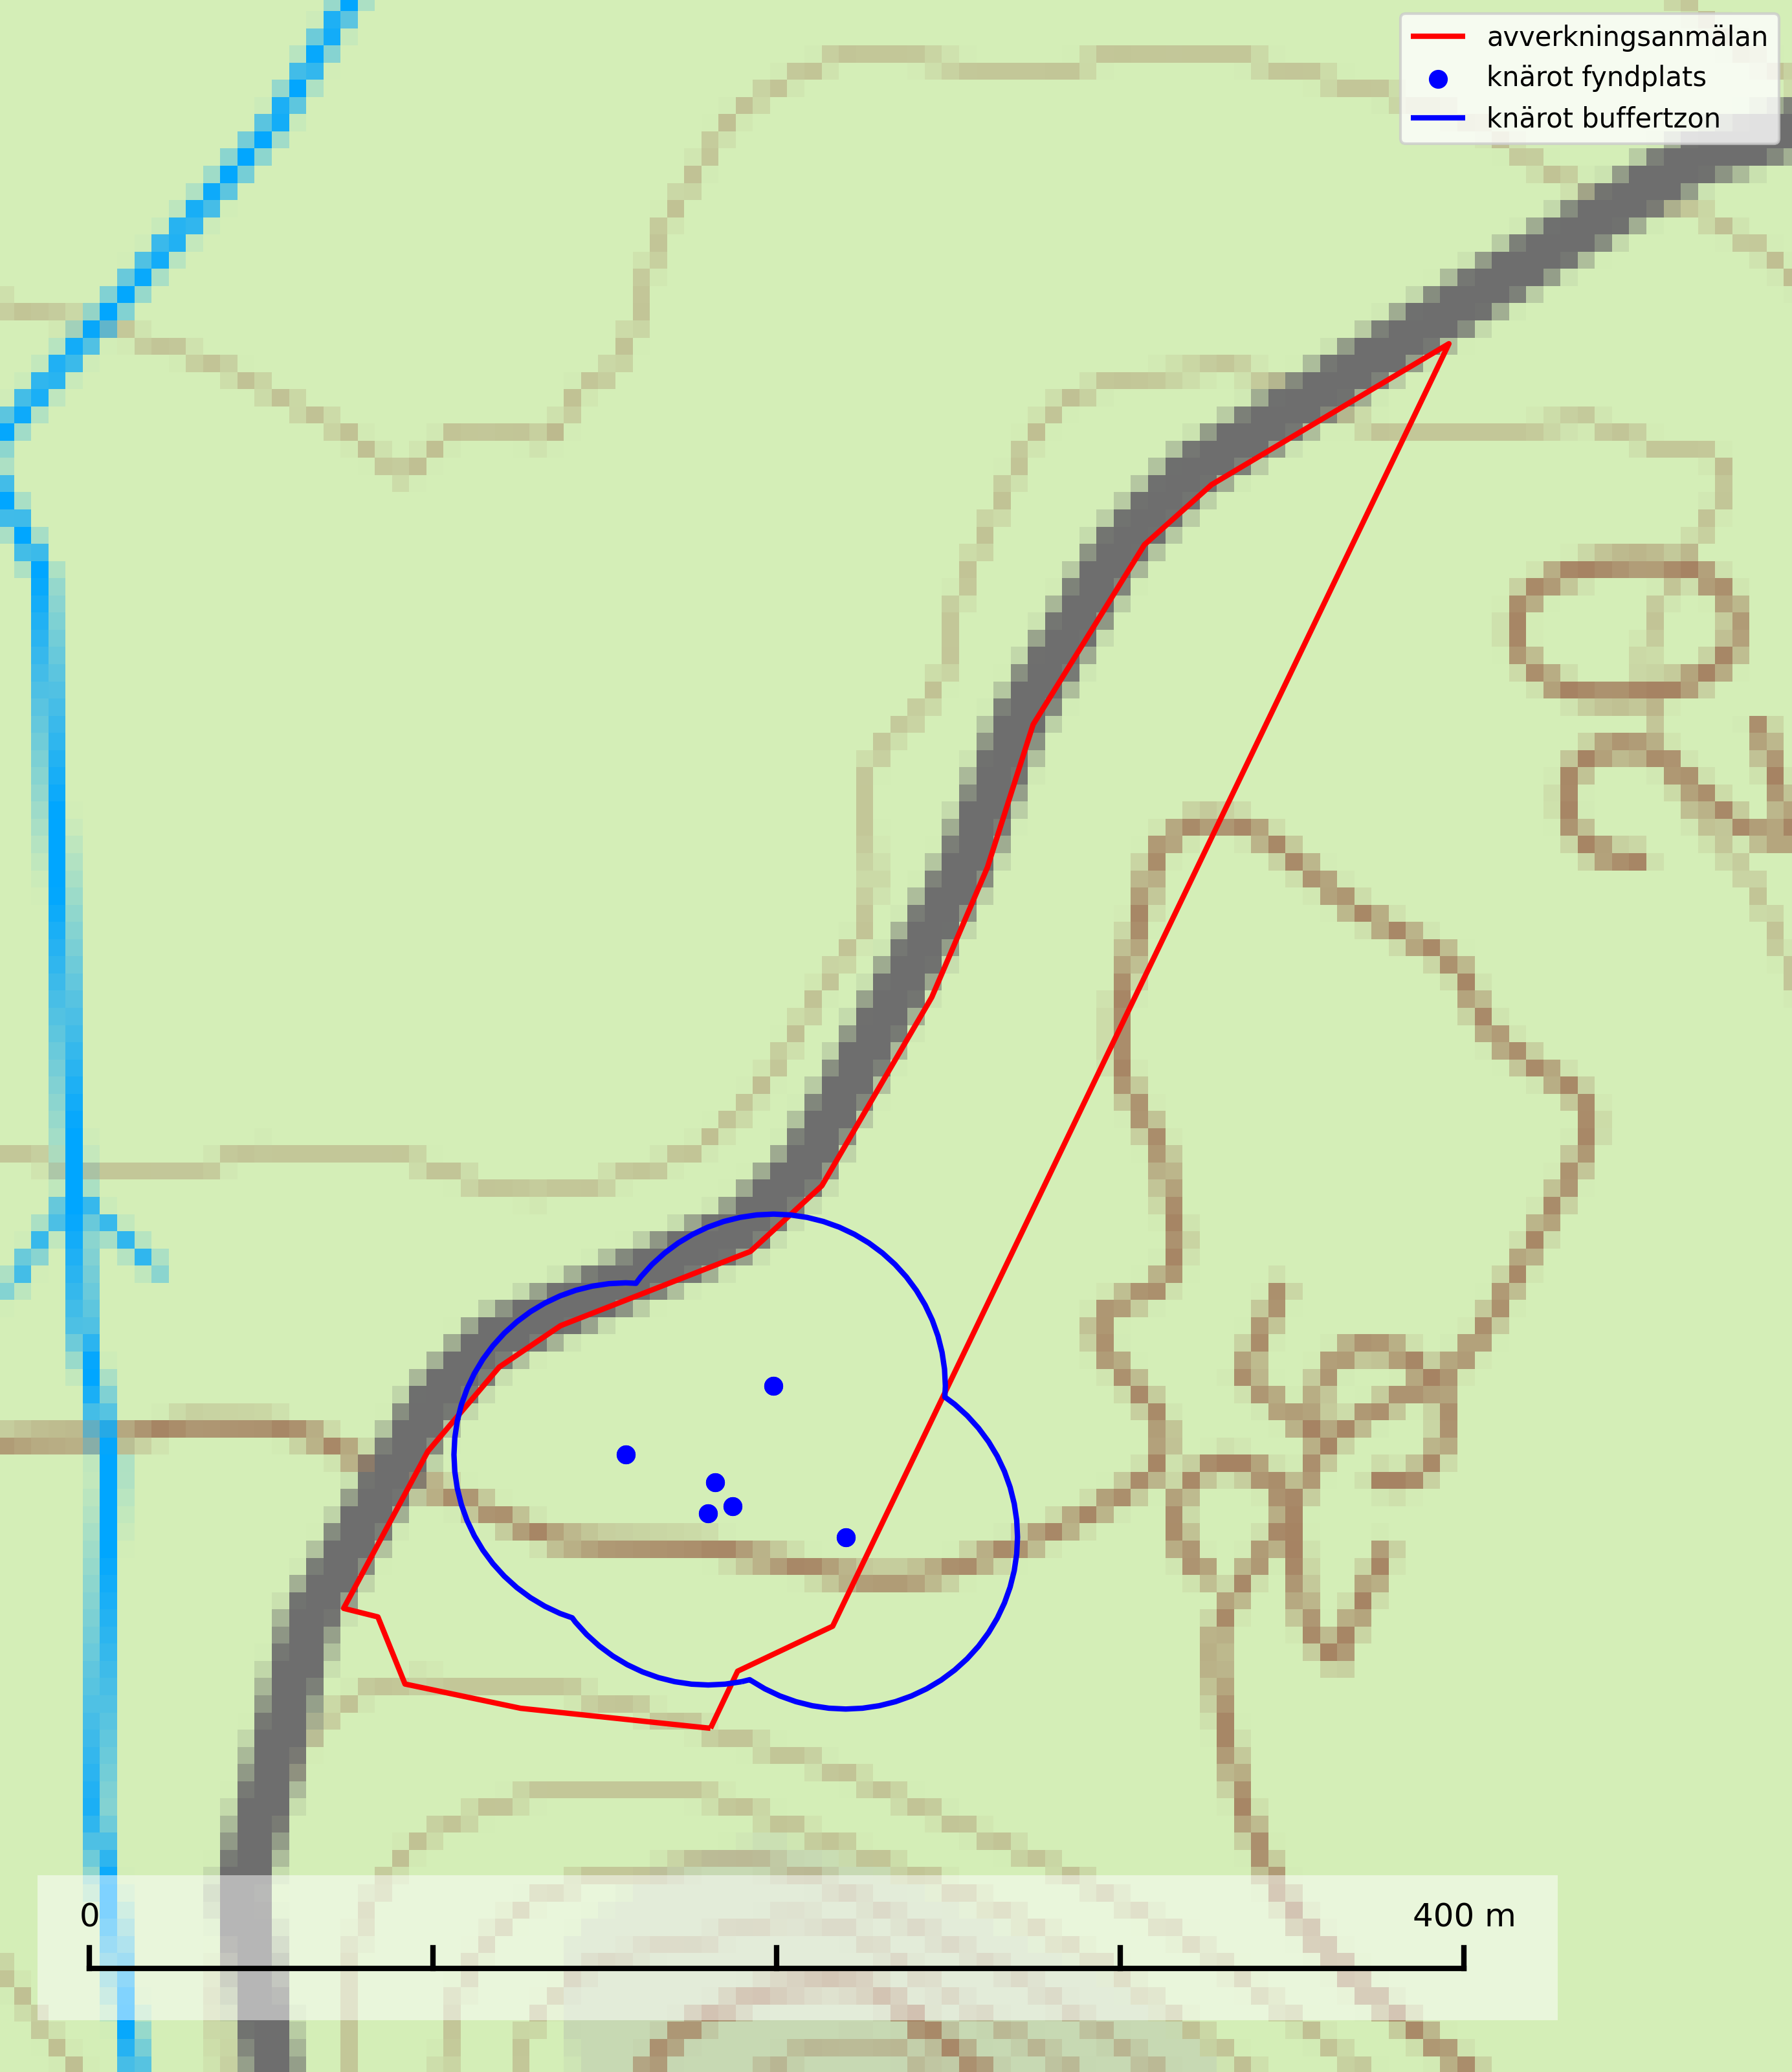 avverkningsanmälan
knärot fyndplats
knärot buffertzon
0
400 m